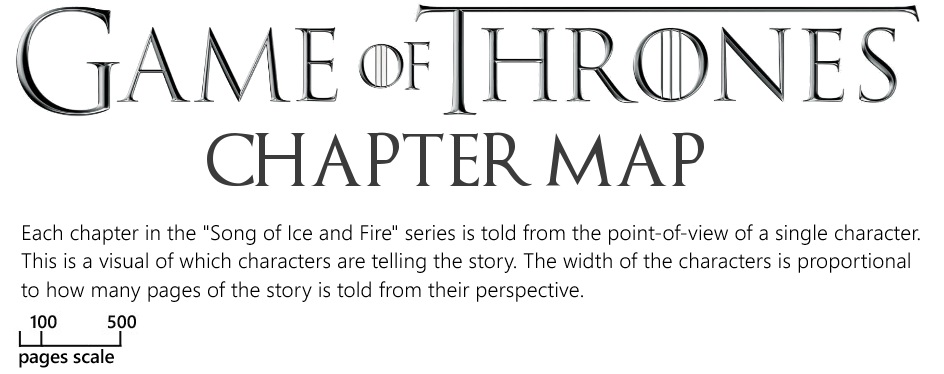 GAME OF THRONES
CHAPTER MAP
Each chapter in the "Song of Ice and Fire" series is told from the point-of-view of a single character.
This is a visual of which characters are telling the story. The width of the characters is proportional
to how many pages of the story is told from their perspective.
100 500
pages scale